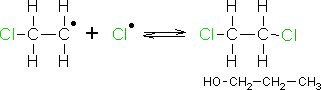 H H
Cl C C • + Cl • ⇌ Cl C C Cl
H H
H H
H H
HO CH₂ CH₂ CH₃